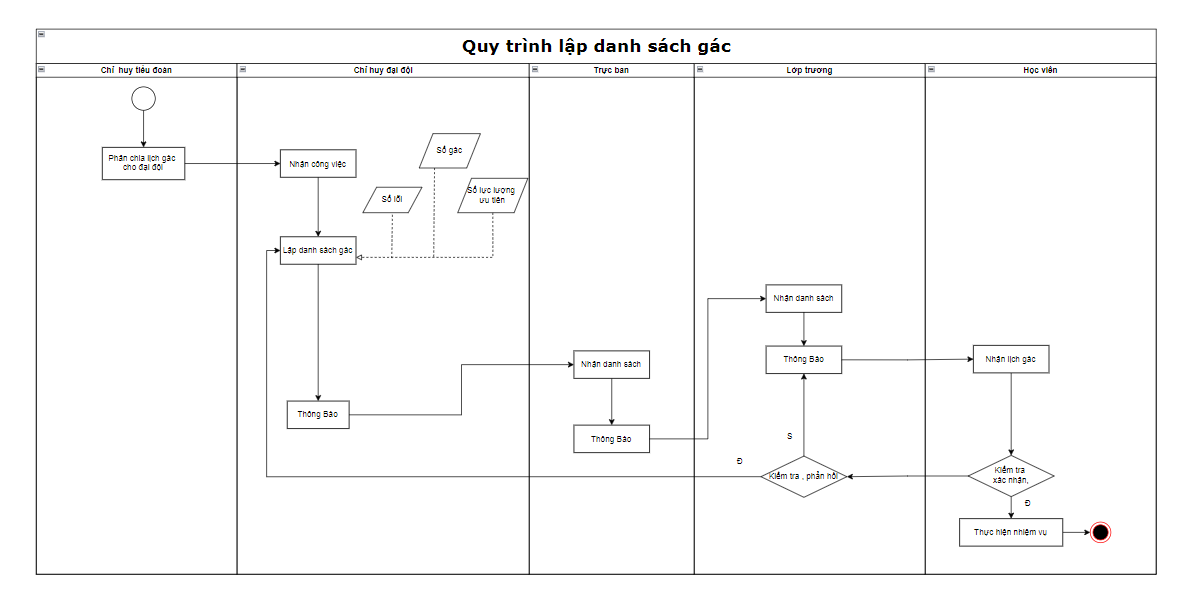 Quy trình lập danh sách gác
Chỉ huy tiểu đoàn
Chỉ huy đại đội
Trực ban
Lớp trưởng
Học viên
Phân chia lịch gác
cho đại đội
Nhận công việc
Sổ gác
Sổ lỗi
Sổ lực lượng
ưu tiên
Lập danh sách gác
Thông Báo
Nhận danh sách
Thông Báo
Nhận danh sách
Thông Báo
Nhận lịch gác
S
Đ
Kiểm tra , phản hồi
Kiểm tra
xác nhận,
Đ
Thực hiện nhiệm vụ